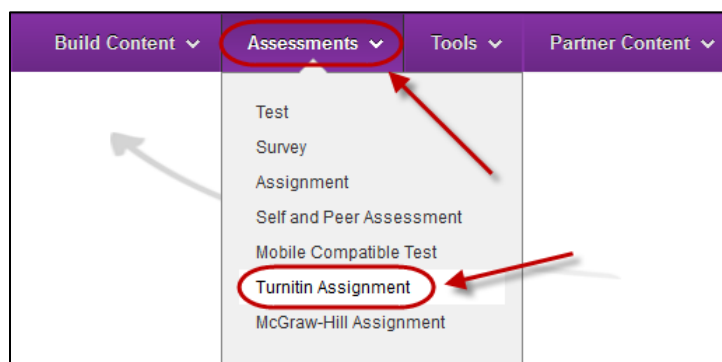 Build Content Assessments Tools Partner Content
Test
Survey
Assignment
Self and Peer Assessment
Mobile Compatible Test
Turnitin Assignment
McGraw-Hill Assignment